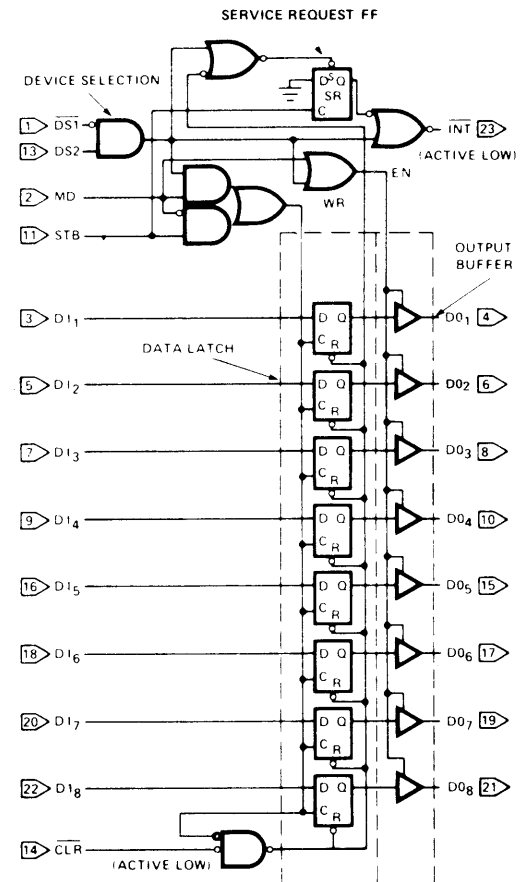 SERVICE REQUEST FF
DEVICE SELECTION
1 DS1
13 DS2
2 MD
11 STB
D S Q
SR
C
INT 23
(ACTIVE LOW)
EN
WR
OUTPUT
BUFFER
DATA LATCH
3 DI1 D Q C R DO1 4
5 DI2 D Q C R DO2 6
7 DI3 D Q C R DO3 8
9 DI4 D Q C R DO4 10
16 DI5 D Q C R DO5 15
18 DI6 D Q C R DO6 17
20 DI7 D Q C R DO7 19
22 DI8 D Q C R DO8 21
14 CLR
(ACTIVE LOW)